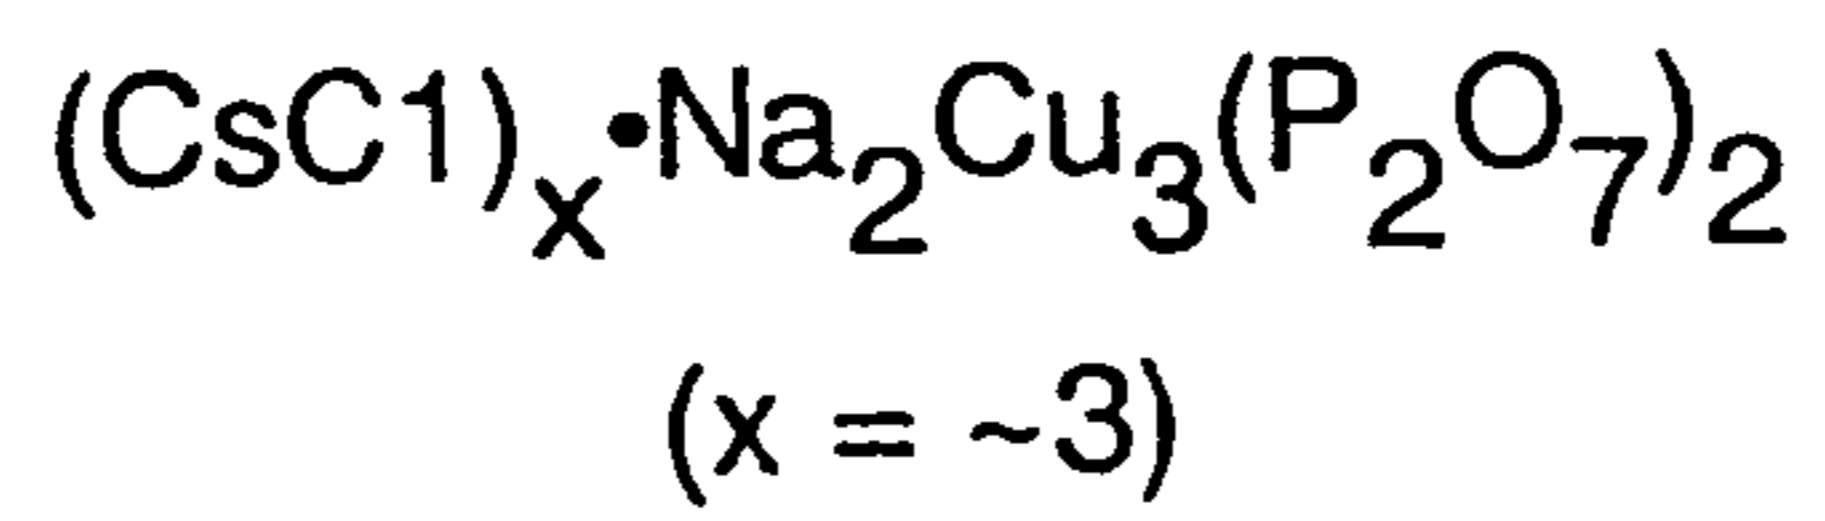 (CsC1)ₓ•Na₂Cu₃(P₂O₇)₂
(x = ~3)